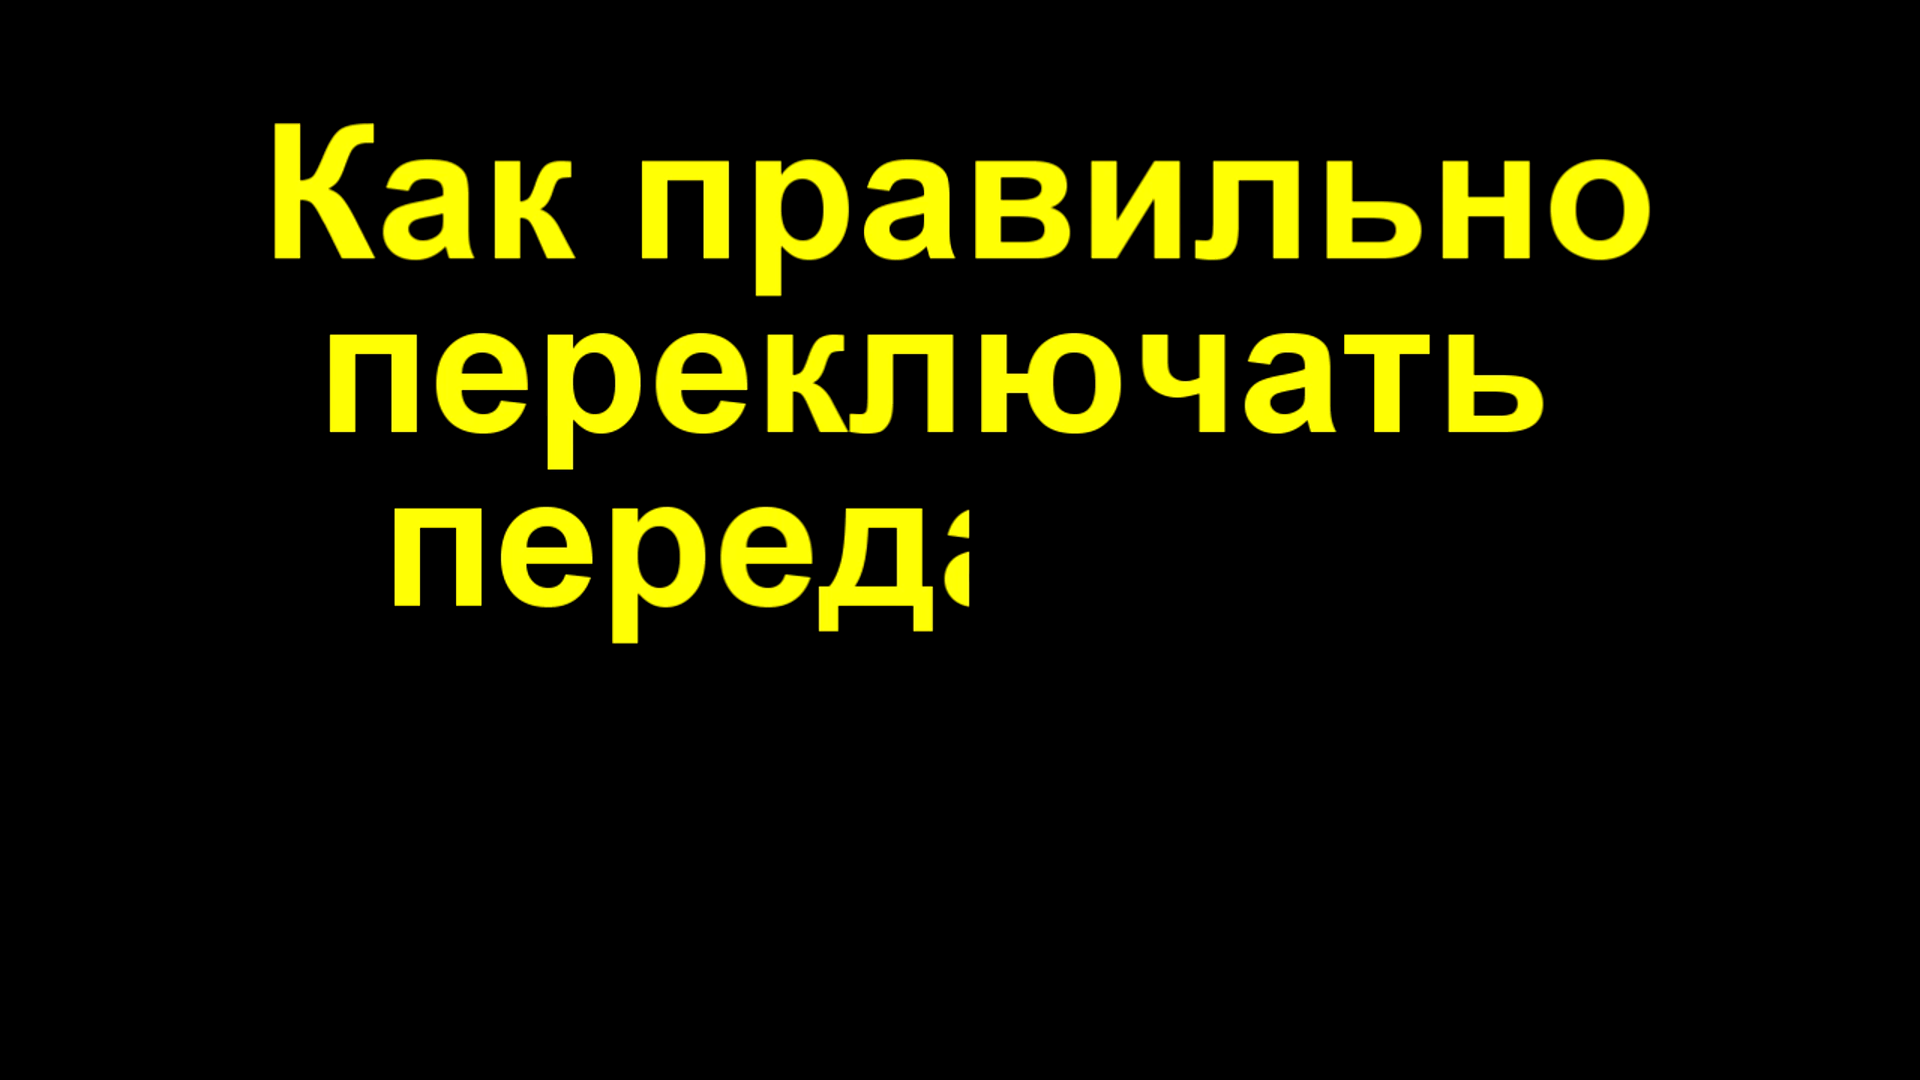 Как правильно
переключать
переда